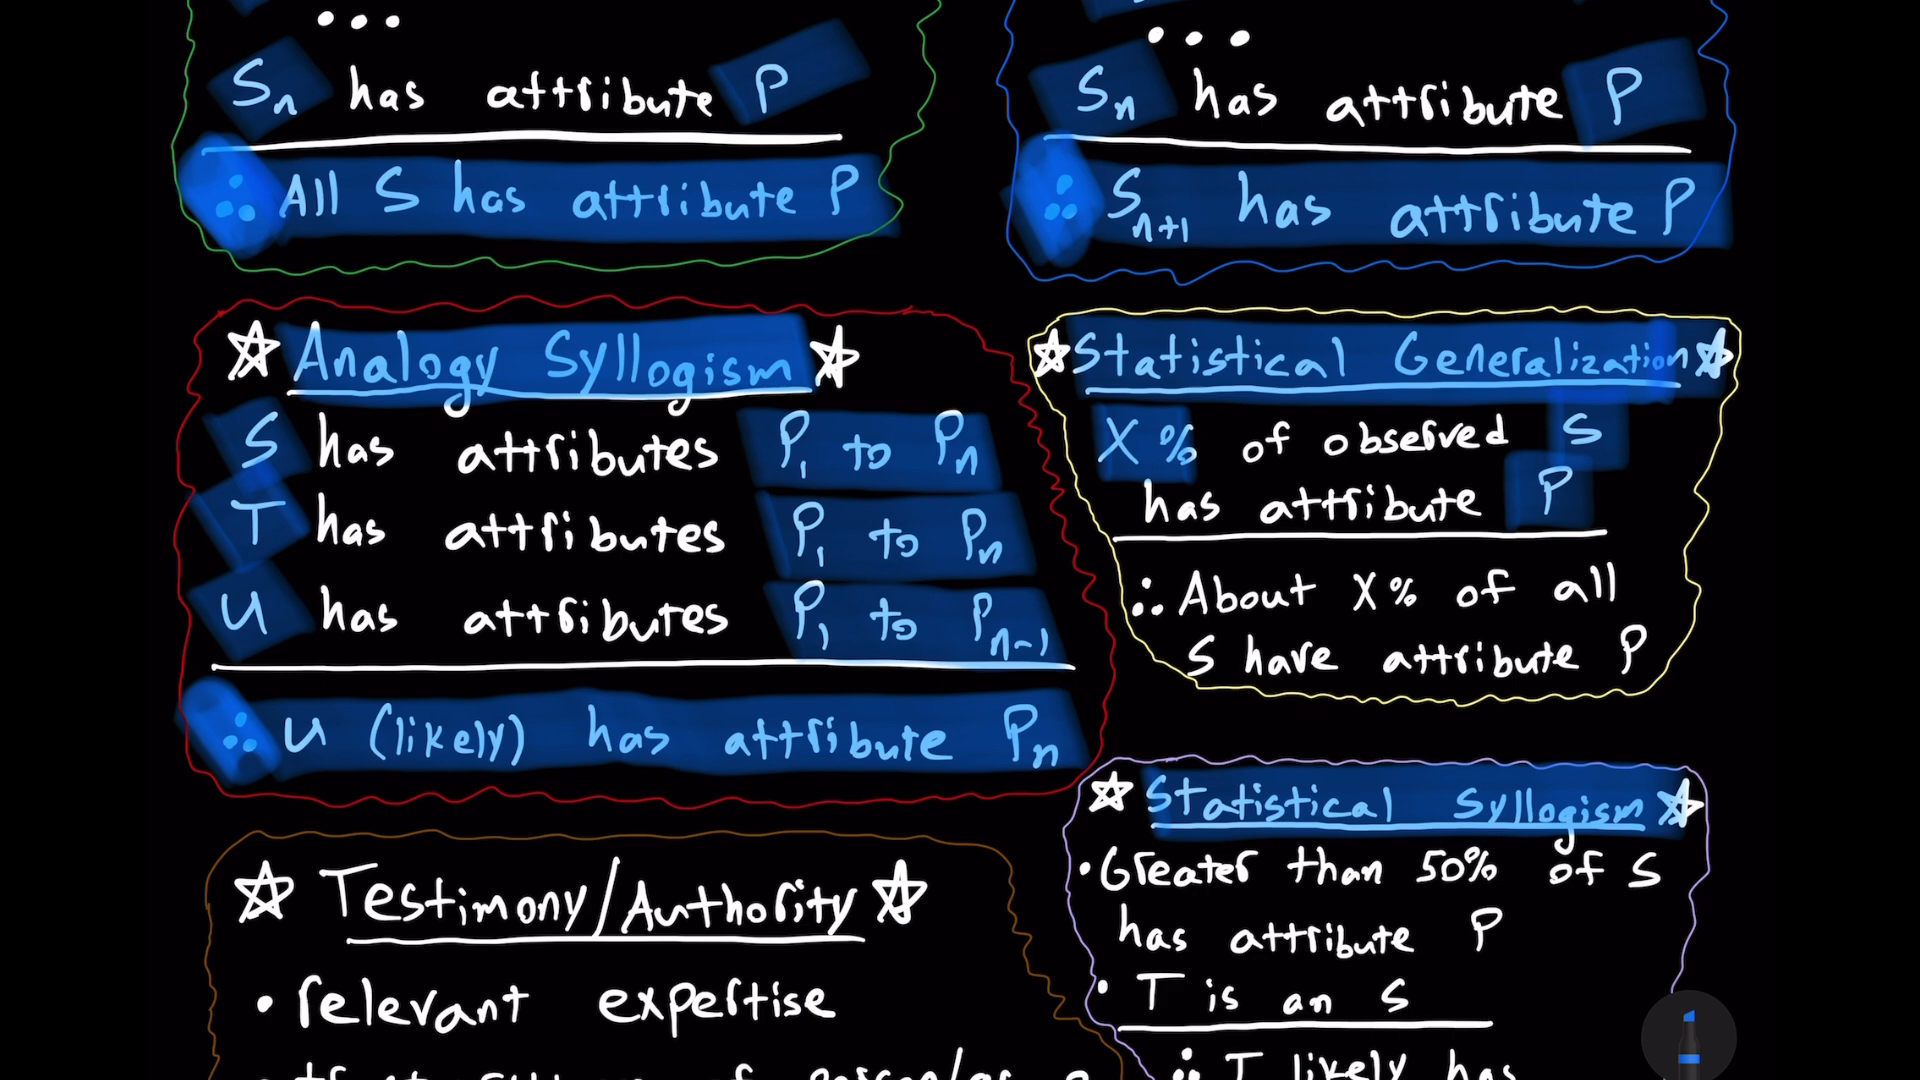 ...
Sn has attribute P
∴ All S has attribute P
...
Sn has attribute P
∴ Sn+1 has attribute P
☆ Analogy Syllogism ☆
S has attributes P1 to Pn
T has attributes P1 to Pn
U has attributes P1 to Pn-1
∴ U (likely) has attribute Pn
☆ Statistical Generalization ☆
X% of observed S
has attribute P
∴ About X% of all
S have attribute P
☆ Testimony/Authority ☆
• relevant expertise
☆ Statistical Syllogism ☆
• Greater than 50% of S
has attribute P
• T is an S
∴ T likely has